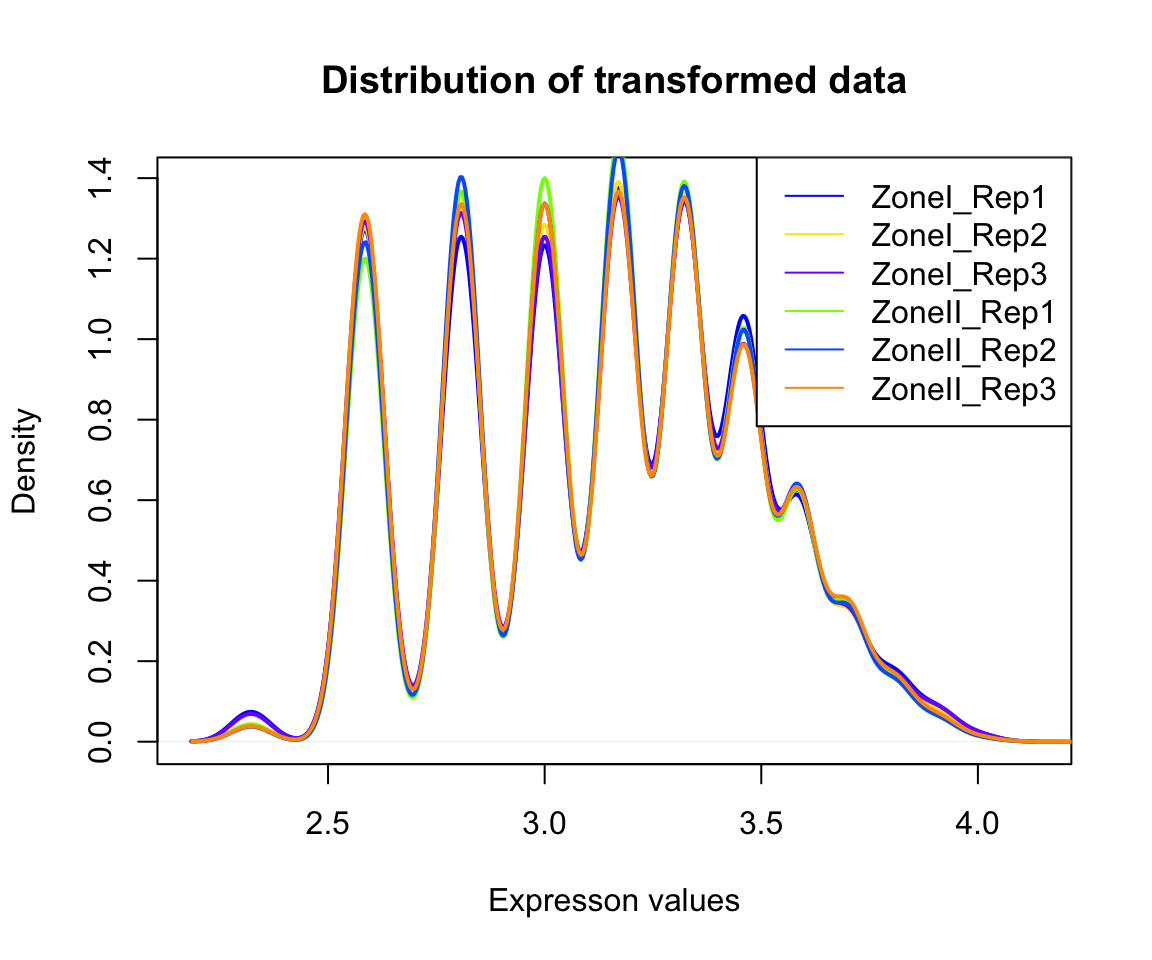 Distribution of transformed data
Density
0.0
0.2
0.4
0.6
0.8
1.0
1.2
1.4
ZoneI_Rep1
ZoneI_Rep2
ZoneI_Rep3
ZoneII_Rep1
ZoneII_Rep2
ZoneII_Rep3
2.5 3.0 3.5 4.0
Expresson values